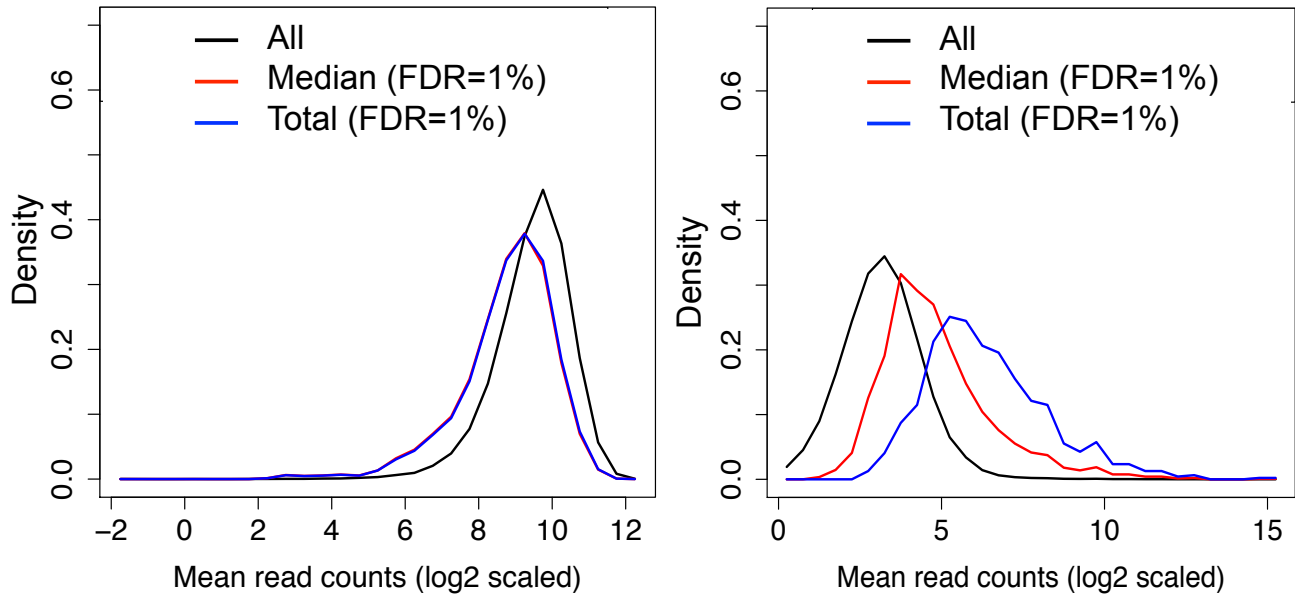 All
Median (FDR=1%)
Total (FDR=1%)
Density
0.0
0.2
0.4
0.6
−2
0
2
4
6
8
10
12
Mean read counts (log2 scaled)
All
Median (FDR=1%)
Total (FDR=1%)
Density
0.0
0.2
0.4
0.6
0
5
10
15
Mean read counts (log2 scaled)